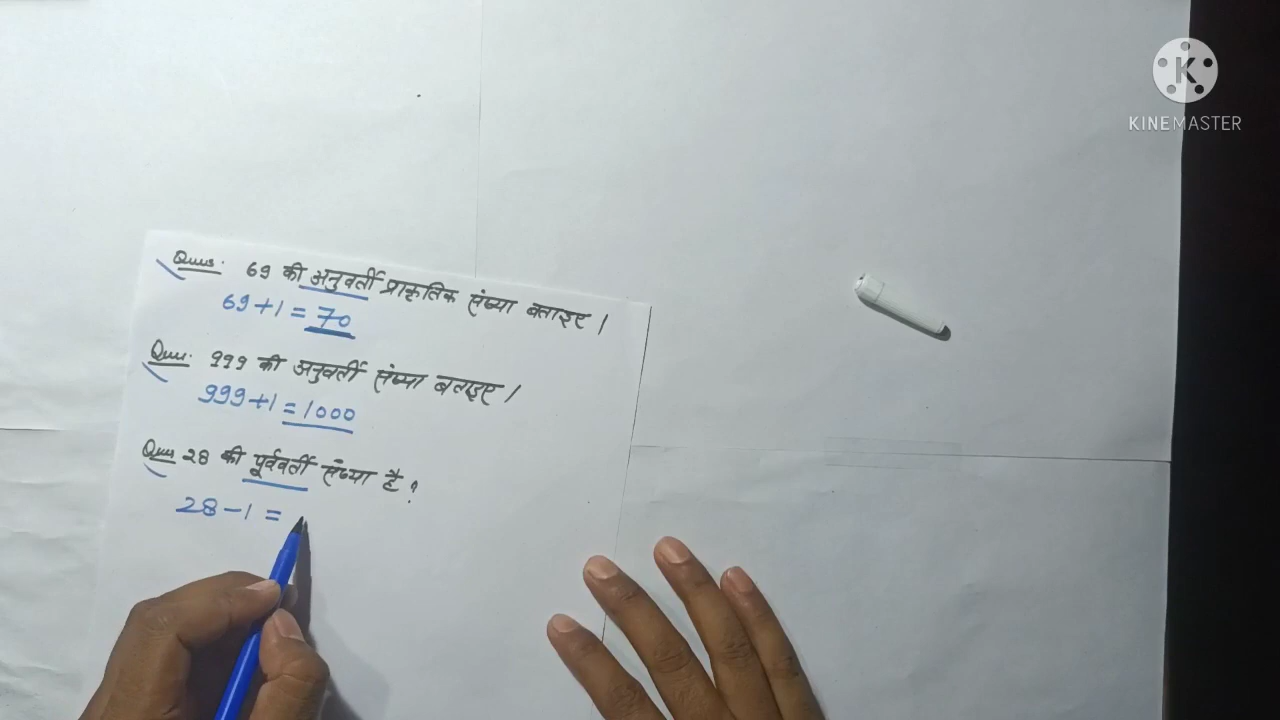 KINEMASTER
Ques. 69 की अनुवर्ती प्राकृतिक संख्या बताइए।
69+1=70
Ques. 999 की अनुवर्ती संख्या बताइए।
999+1=1000
Ques 28 की पूर्ववर्ती संख्या है?
28-1=